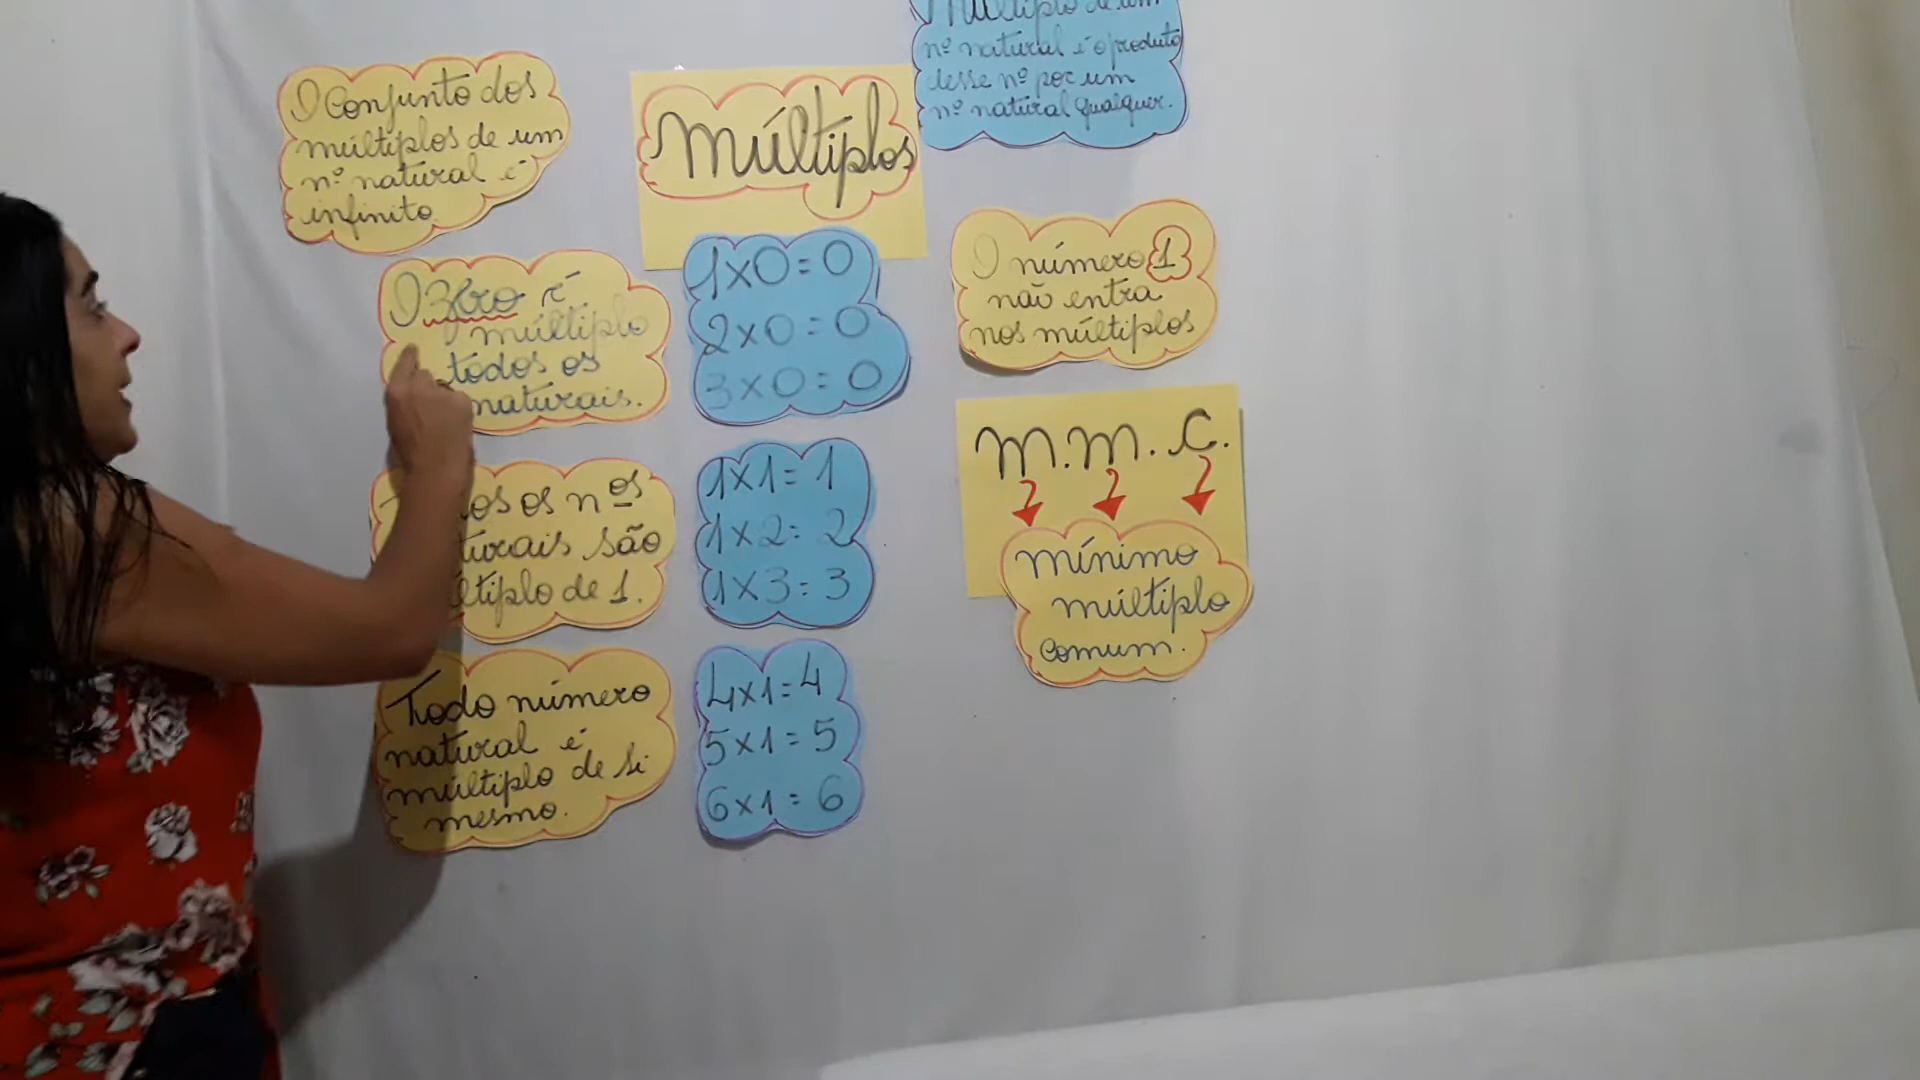 O conjunto dos
múltiplos de um
nº natural é
infinito.
Múltiplos
Múltiplo de um
nº natural é o produto
desse nº por um
nº natural qualquer.
O zero é
múltiplo
todos os
naturais.
1x0=0
2x0=0
3x0=0
O número 1
não entra
nos múltiplos
os nºs
são
de 1.
1x1=1
1x2=2
1x3=3
M.M.C.
mínimo
múltiplo
comum.
Todo número
natural é
múltiplo de si
mesmo.
4x1=4
5x1=5
6x1=6